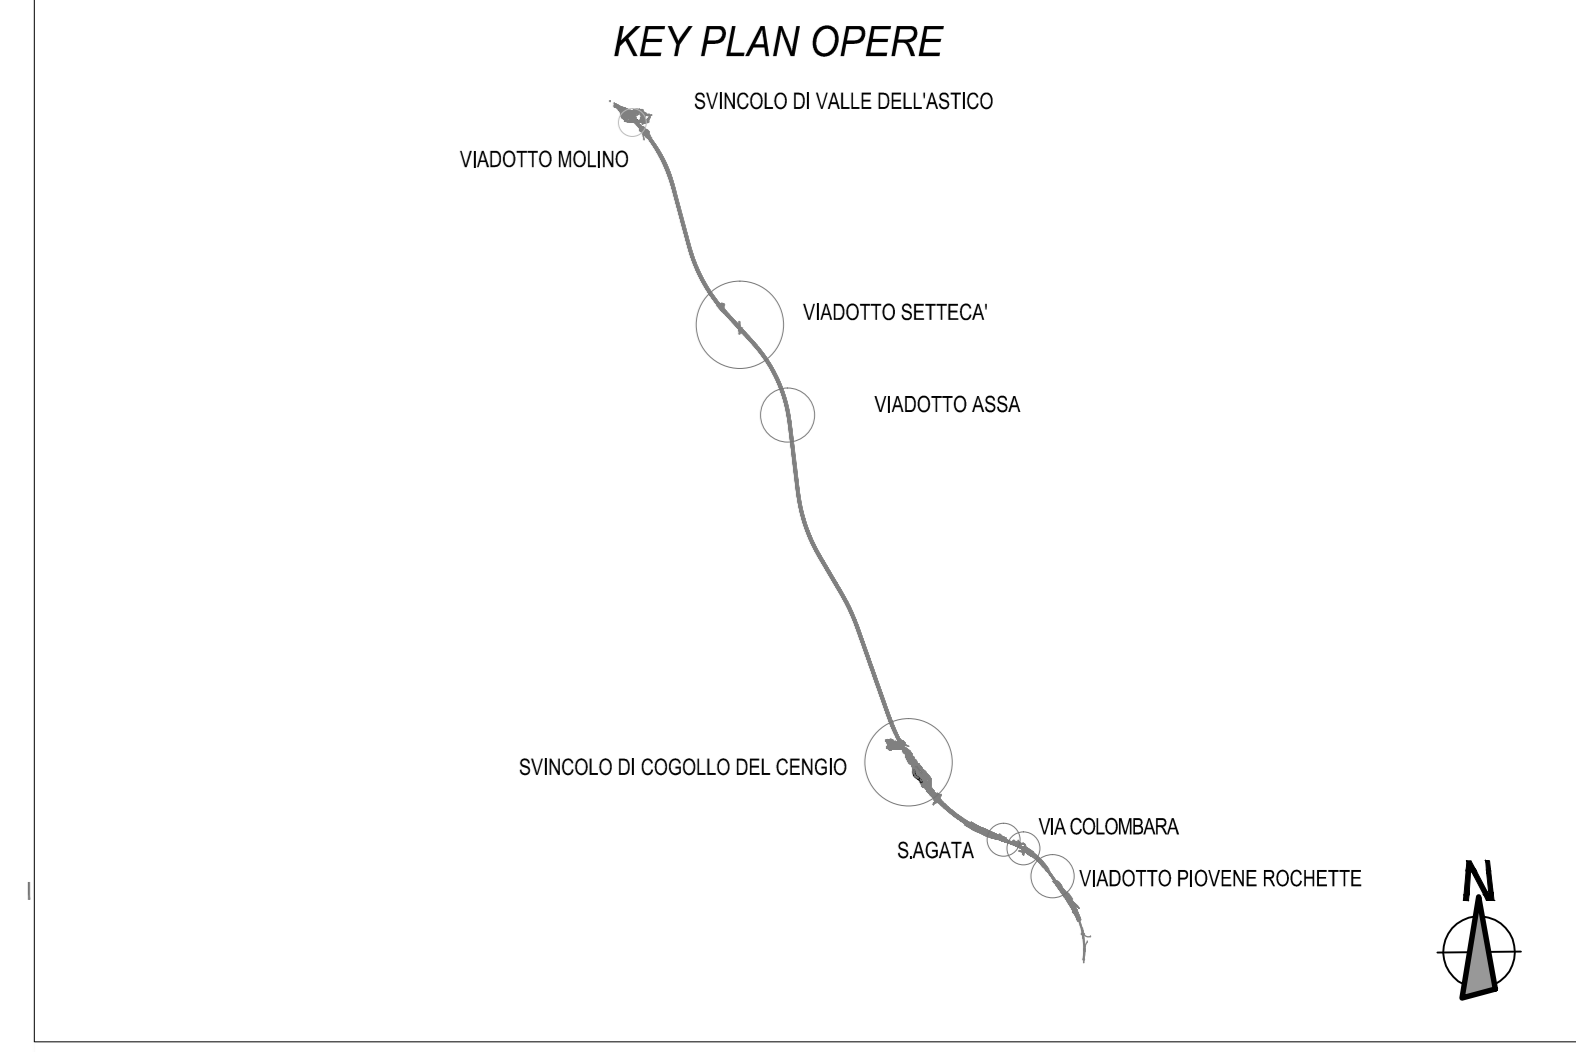 KEY PLAN OPERE
SVINCOLO DI VALLE DELL'ASTICO
VIADOTTO MOLINO
VIADOTTO SETTECA'
VIADOTTO ASSA
SVINCOLO DI COGOLLO DEL CENGIO
VIA COLOMBARA
S.AGATA
VIADOTTO PIOVENE ROCHETTE
N